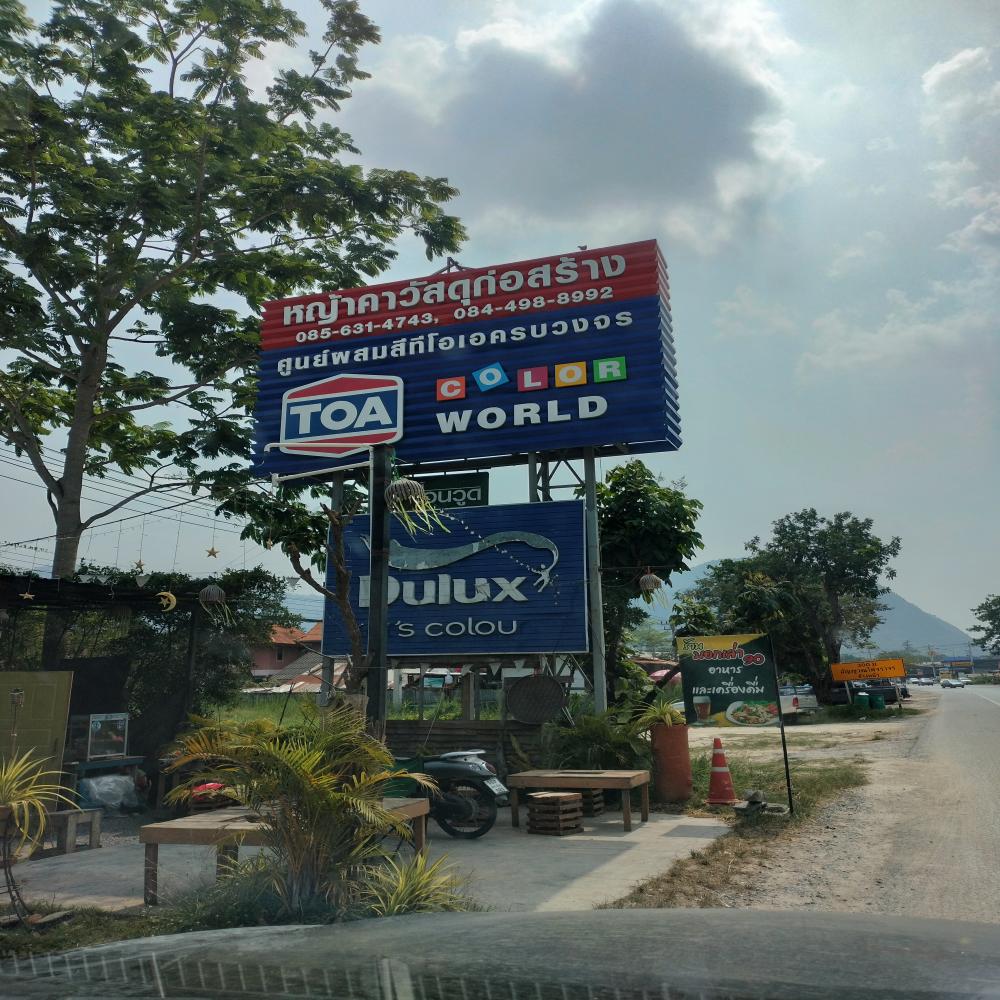 หญ้าคาวัสดุก่อสร้าง
085-631-4743, 084-498-8992
ศูนย์ผสมสีทีโอเอครบวงจร
TOA
COLOR
WORLD
Dulux
's colou
ร้าน
อาหาร
และเครื่องดื่ม